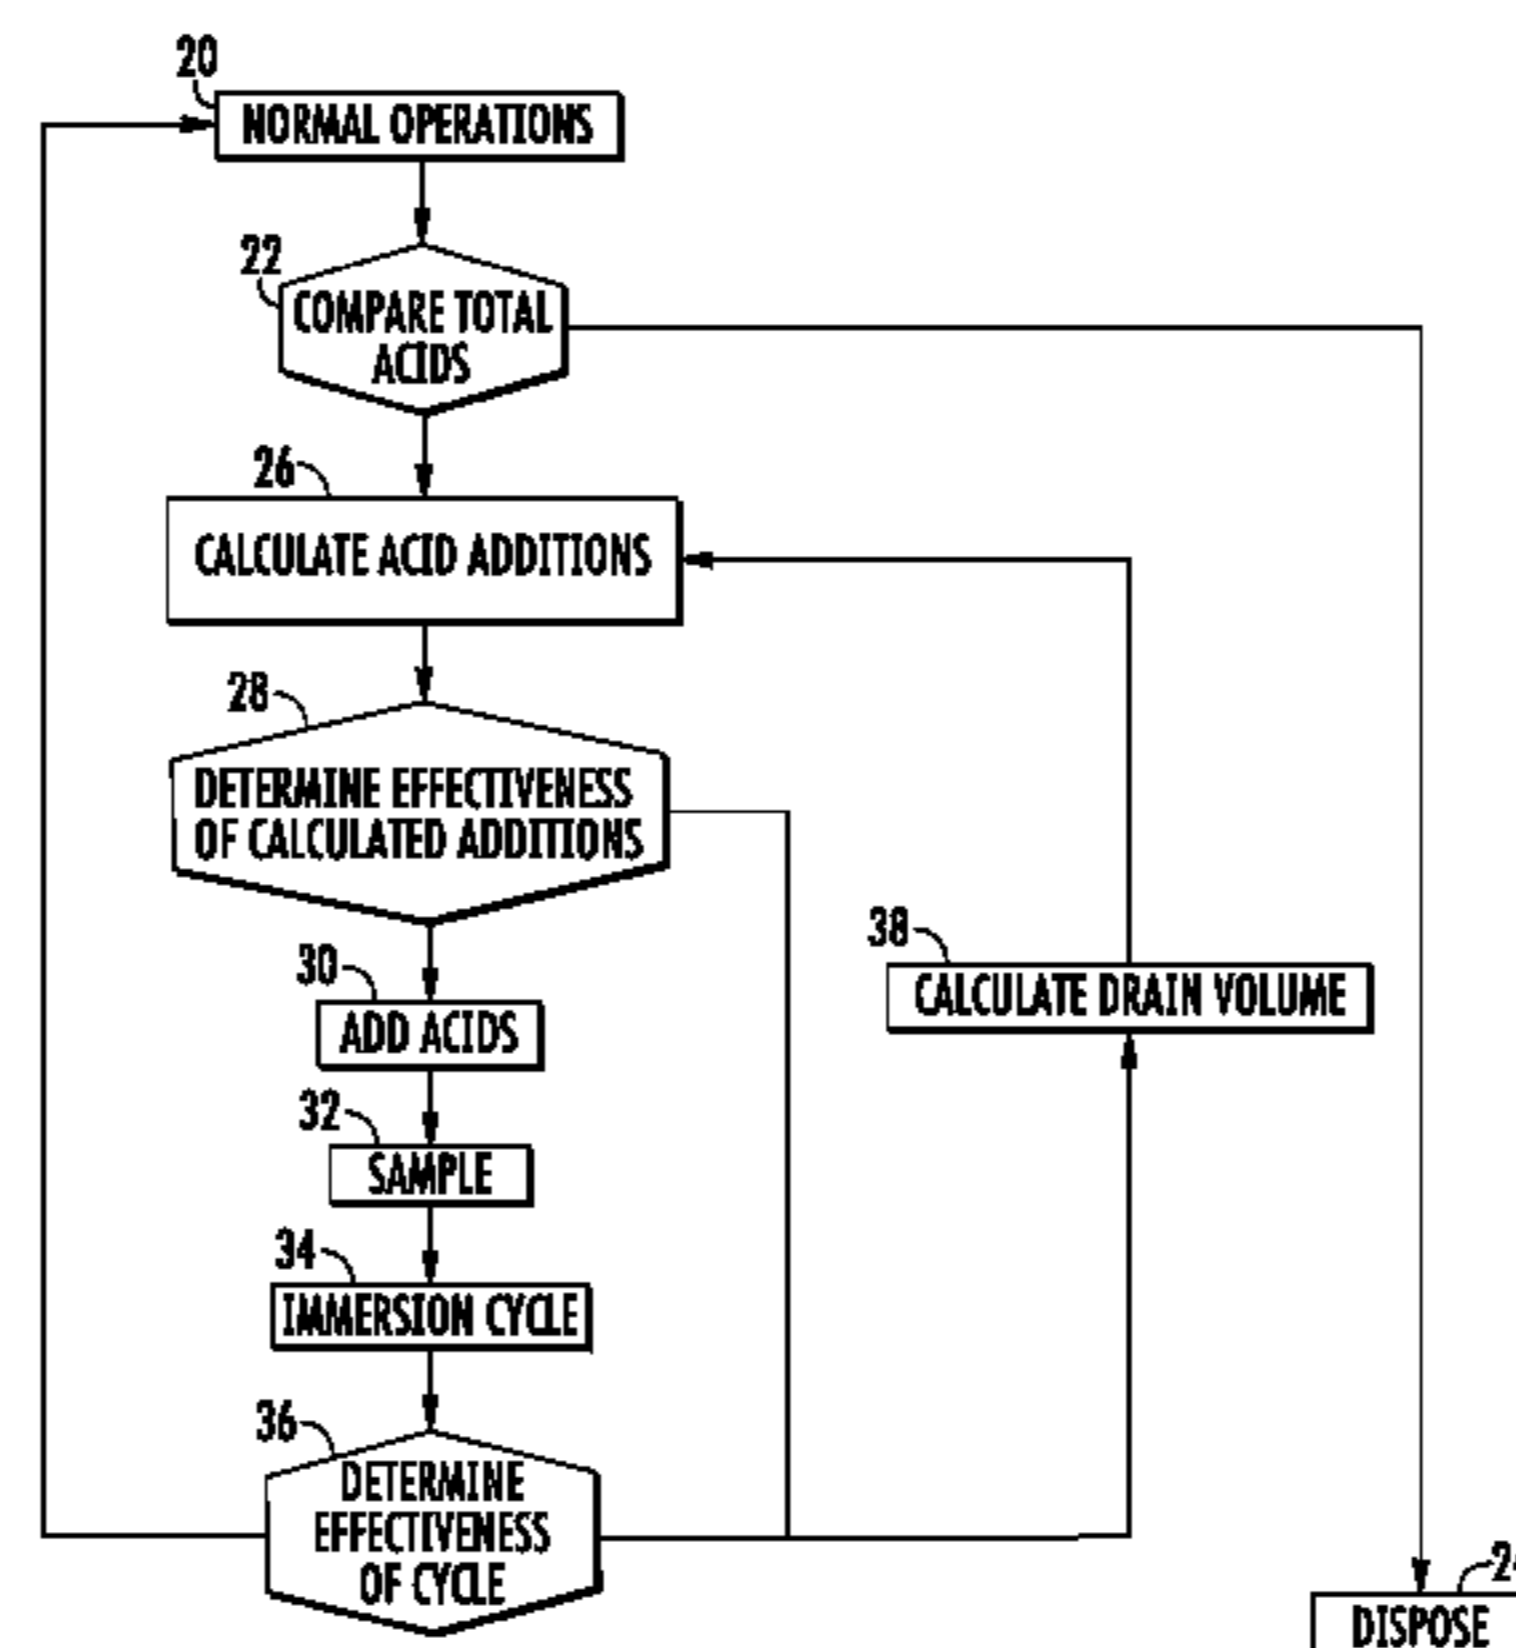 20
NORMAL OPERATIONS
22
COMPARE TOTAL
ACIDS
26
CALCULATE ACID ADDITIONS
28
DETERMINE EFFECTIVENESS
OF CALCULATED ADDITIONS
30
ADD ACIDS
38
CALCULATE DRAIN VOLUME
32
SAMPLE
34
IMMERSION CYCLE
36
DETERMINE
EFFECTIVENESS
OF CYCLE
DISPOSE